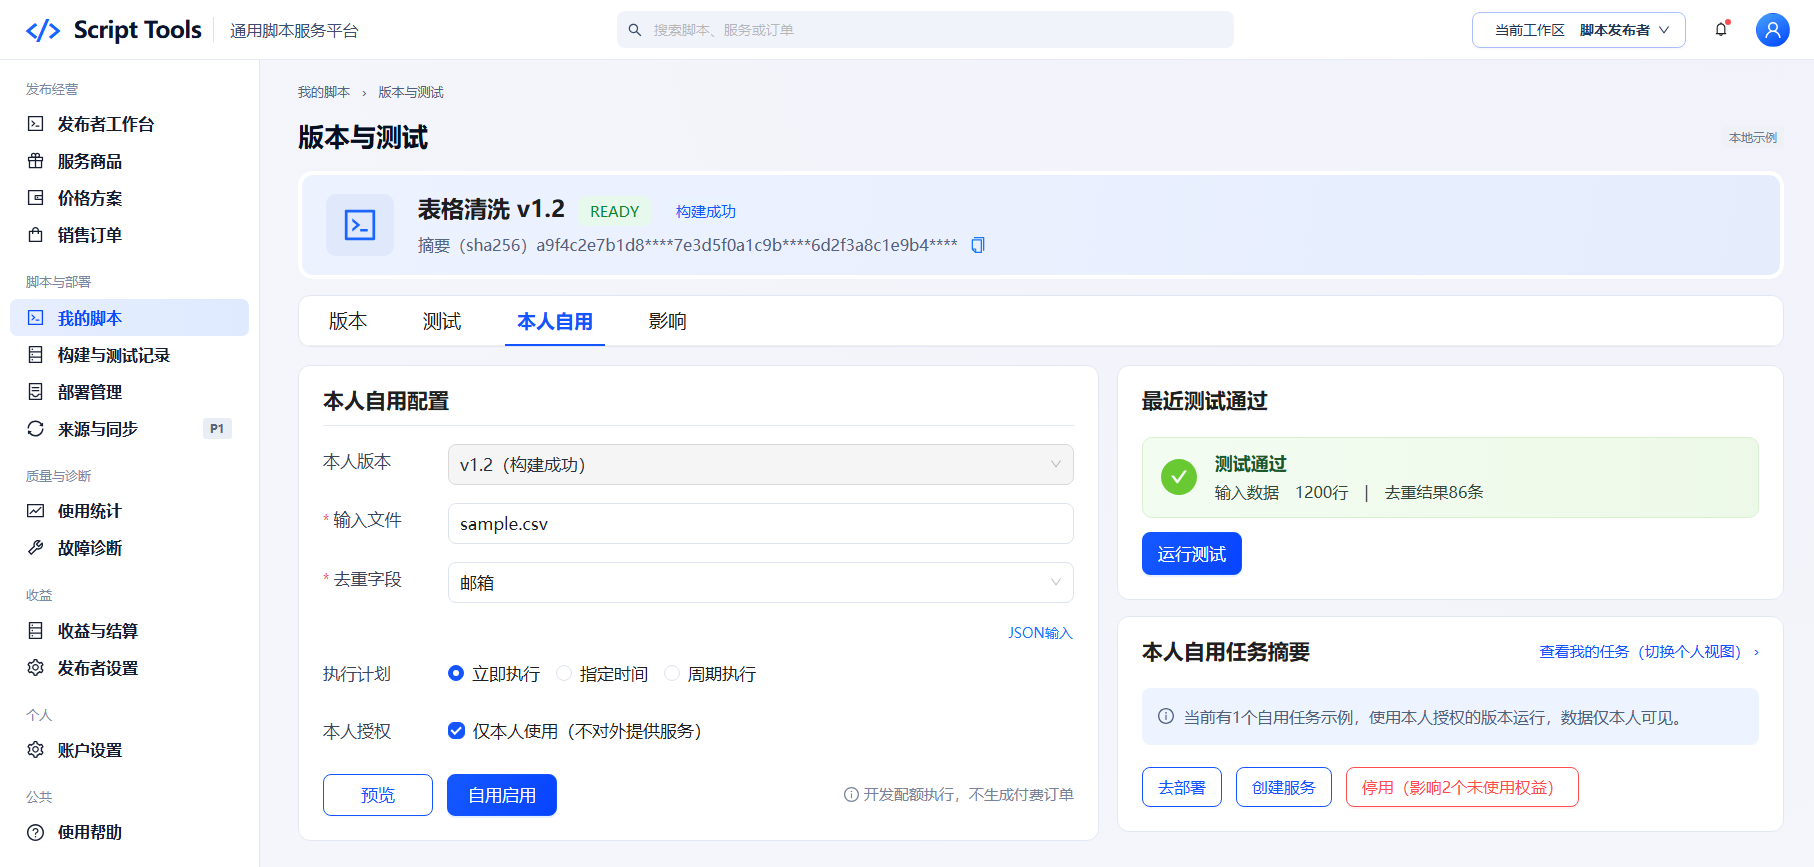 </> Script Tools 通用脚本服务平台 搜索脚本、服务或订单 当前工作区 脚本发布者
发布经营
发布者工作台
服务商品
价格方案
销售订单
脚本与部署
我的脚本
构建与测试记录
部署管理
来源与同步 P1
质量与诊断
使用统计
故障诊断
收益
收益与结算
发布者设置
个人
账户设置
公共
使用帮助
我的脚本 › 版本与测试
版本与测试
本地示例
表格清洗 v1.2 READY 构建成功
摘要（sha256）a9f4c2e7b1d8****7e3d5f0a1c9b****6d2f3a8c1e9b4****
版本 测试 本人自用 影响
本人自用配置
本人版本 v1.2（构建成功）
* 输入文件 sample.csv
* 去重字段 邮箱
JSON输入
执行计划 立即执行 指定时间 周期执行
本人授权 仅本人使用（不对外提供服务）
预览 自用启用 开发配额执行，不生成付费订单
最近测试通过
测试通过
输入数据 1200行 | 去重结果86条
运行测试
本人自用任务摘要 查看我的任务（切换个人视图） ›
当前有1个自用任务示例，使用本人授权的版本运行，数据仅本人可见。
去部署 创建服务 停用（影响2个未使用权益）